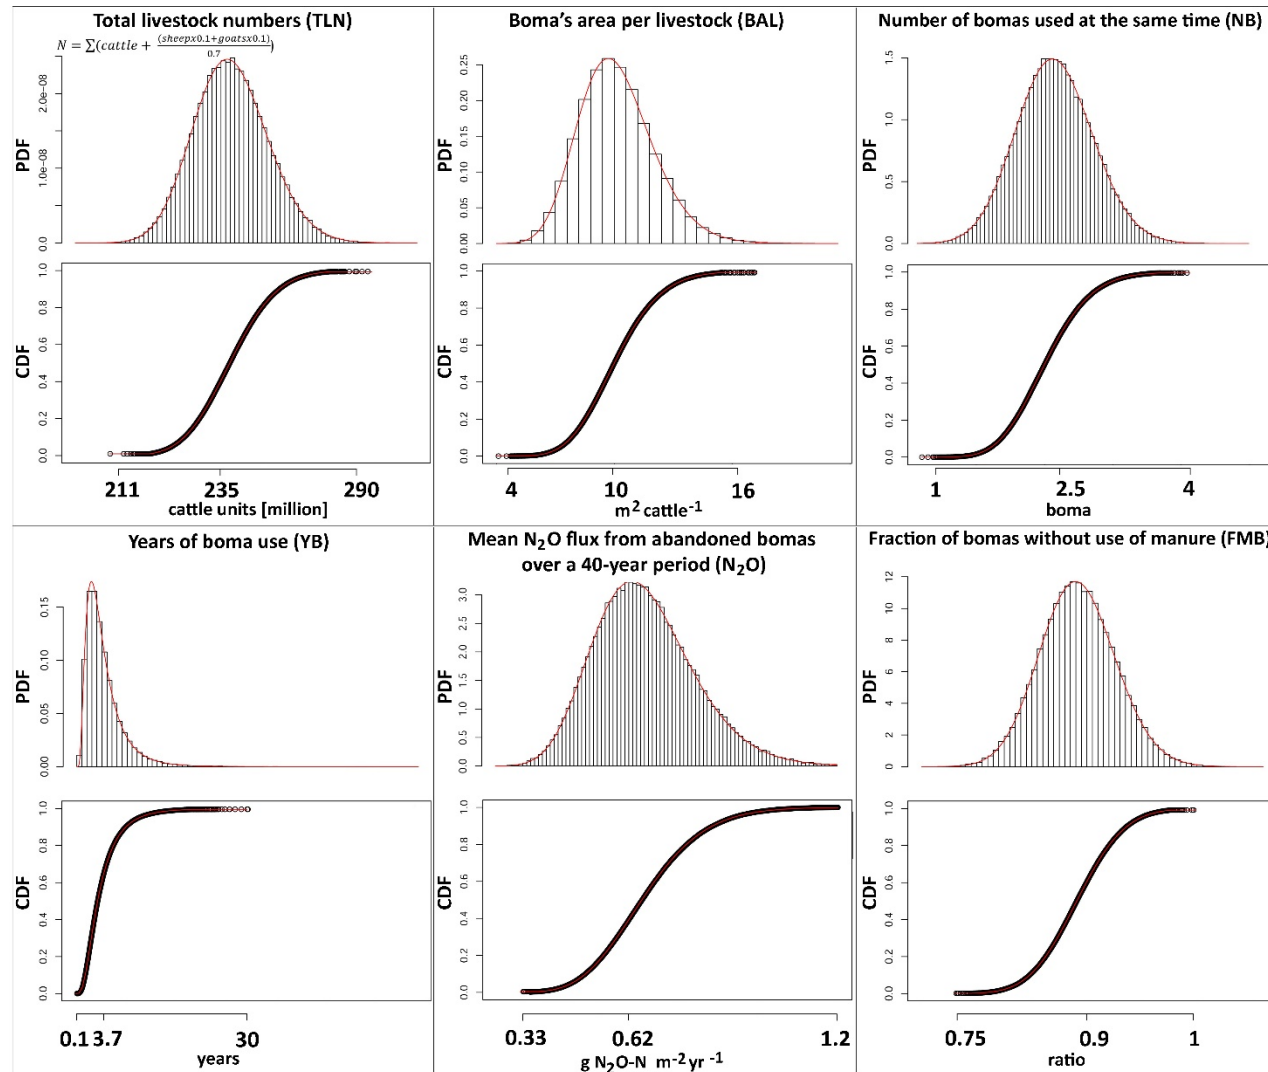 Total livestock numbers (TLN)
N = ∑(cattle + (sheepx0.1+goatsx0.1)/0.7)
PDF
0.0
1.0e-08
2.0e-08
CDF
0.0
0.2
0.4
0.6
0.8
1.0
211
235
290
cattle units [million]
Boma's area per livestock (BAL)
PDF
0.00
0.05
0.10
0.15
0.20
0.25
CDF
0.0
0.2
0.4
0.6
0.8
1.0
4
10
16
m² cattle⁻¹
Number of bomas used at the same time (NB)
PDF
0.0
0.5
1.0
1.5
CDF
0.0
0.2
0.4
0.6
0.8
1.0
1
2.5
4
boma
Years of boma use (YB)
PDF
0.00
0.05
0.10
0.15
CDF
0.0
0.2
0.4
0.6
0.8
1.0
0.1
3.7
30
years
Mean N₂O flux from abandoned bomas
over a 40-year period (N₂O)
PDF
0.0
0.5
1.0
1.5
2.0
2.5
3.0
CDF
0.0
0.2
0.4
0.6
0.8
1.0
0.33
0.62
1.2
g N₂O-N m⁻² yr⁻¹
Fraction of bomas without use of manure (FMB)
PDF
0
2
4
6
8
10
12
CDF
0.0
0.2
0.4
0.6
0.8
1.0
0.75
0.9
1
ratio